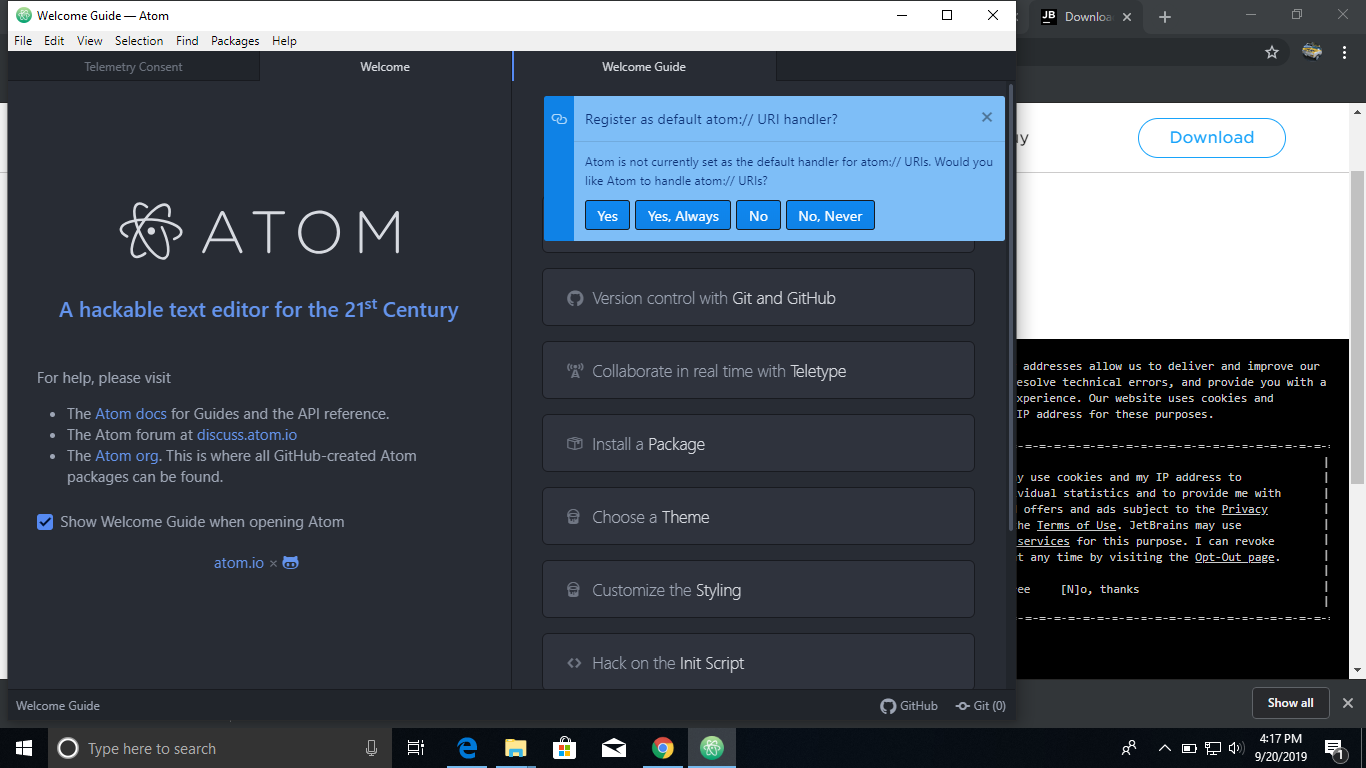 Welcome Guide — Atom
File Edit View Selection Find Packages Help
Telemetry Consent
Welcome
Welcome Guide
ATOM
A hackable text editor for the 21st Century
For help, please visit
• The Atom docs for Guides and the API reference.
• The Atom forum at discuss.atom.io
• The Atom org. This is where all GitHub-created Atom
packages can be found.
Show Welcome Guide when opening Atom
atom.io ×
Register as default atom:// URI handler?
Atom is not currently set as the default handler for atom:// URIs. Would you
like Atom to handle atom:// URIs?
Yes
Yes, Always
No
No, Never
Version control with Git and GitHub
Collaborate in real time with Teletype
Install a Package
Choose a Theme
Customize the Styling
Hack on the Init Script
Welcome Guide
GitHub
Git (0)
JB
Downloa
Download
addresses allow us to deliver and improve our
esolve technical errors, and provide you with a
xperience. Our website uses cookies and
IP address for these purposes.
y use cookies and my IP address to
vidual statistics and to provide me with
offers and ads subject to the Privacy
he Terms of Use. JetBrains may use
services for this purpose. I can revoke
t any time by visiting the Opt-Out page.
ee [N]o, thanks
Show all
Type here to search
4:17 PM
9/20/2019
1